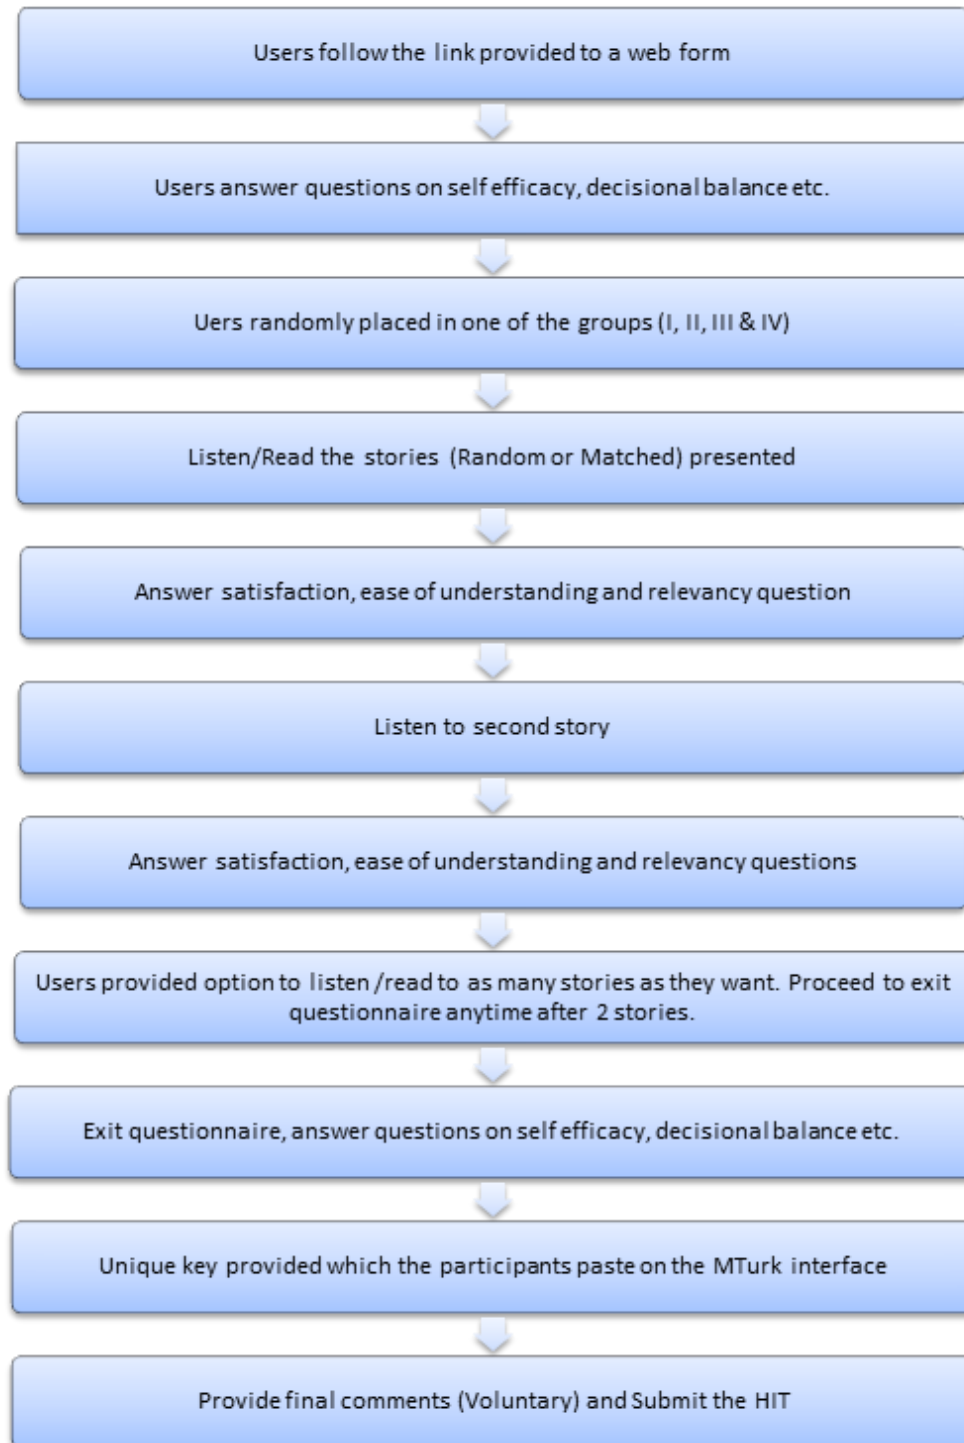 Users follow the link provided to a web form
Users answer questions on self efficacy, decisional balance etc.
Uers randomly placed in one of the groups (I, II, III & IV)
Listen/Read the stories (Random or Matched) presented
Answer satisfaction, ease of understanding and relevancy question
Listen to second story
Answer satisfaction, ease of understanding and relevancy questions
Users provided option to listen /read to as many stories as they want. Proceed to exit
questionnaire anytime after 2 stories.
Exit questionnaire, answer questions on self efficacy, decisional balance etc.
Unique key provided which the participants paste on the MTurk interface
Provide final comments (Voluntary) and Submit the HIT